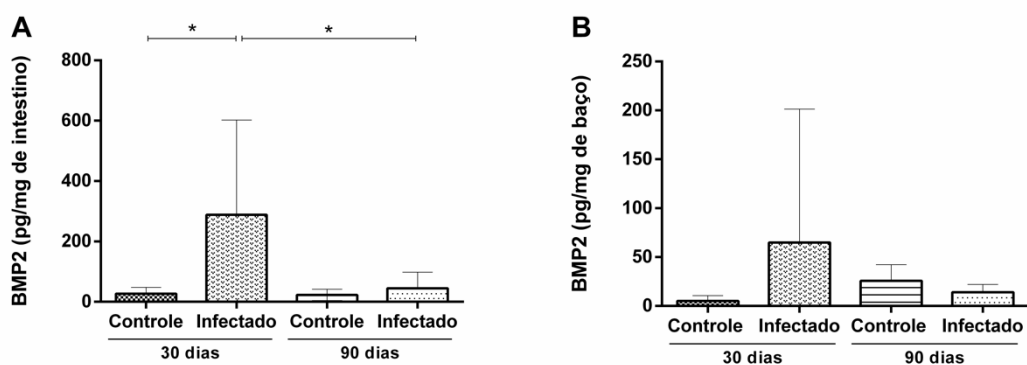 A
* *
BMP2 (pg/mg de intestino)
800
600
400
200
0
Controle Infectado Controle Infectado
30 dias 90 dias
B
BMP2 (pg/mg de baço)
250
200
150
100
50
0
Controle Infectado Controle Infectado
30 dias 90 dias